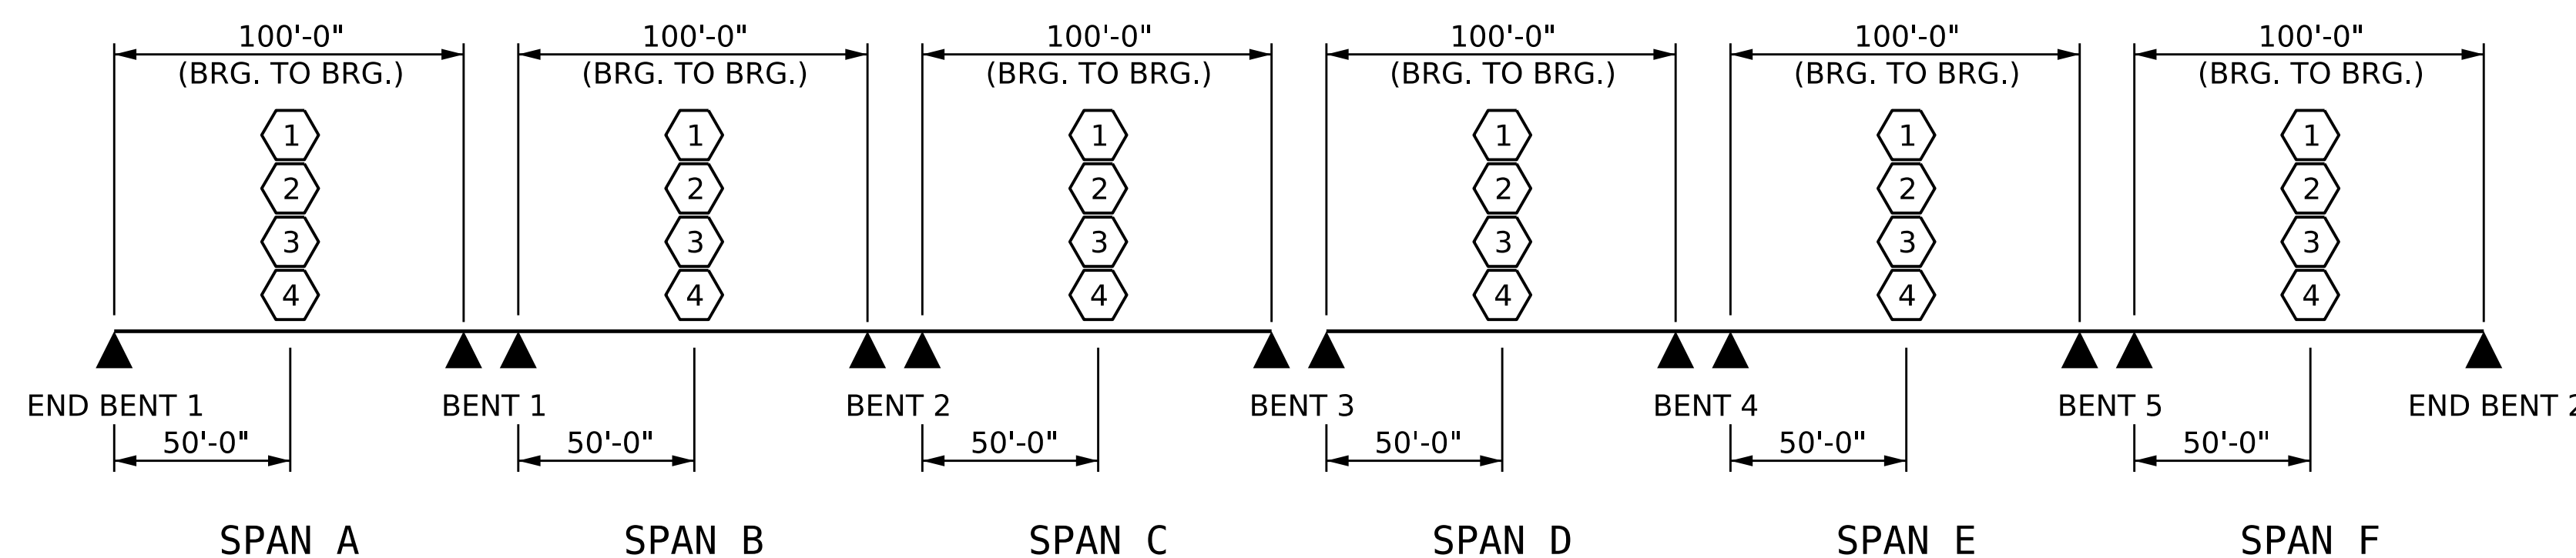 100'-0" 100'-0" 100'-0" 100'-0" 100'-0" 100'-0"
(BRG. TO BRG.) (BRG. TO BRG.) (BRG. TO BRG.) (BRG. TO BRG.) (BRG. TO BRG.) (BRG. TO BRG.)
1 1 1 1 1 1
2 2 2 2 2 2
3 3 3 3 3 3
4 4 4 4 4 4
END BENT 1 BENT 1 BENT 2 BENT 3 BENT 4 BENT 5 END BENT 2
50'-0" 50'-0" 50'-0" 50'-0" 50'-0" 50'-0"
SPAN A SPAN B SPAN C SPAN D SPAN E SPAN F